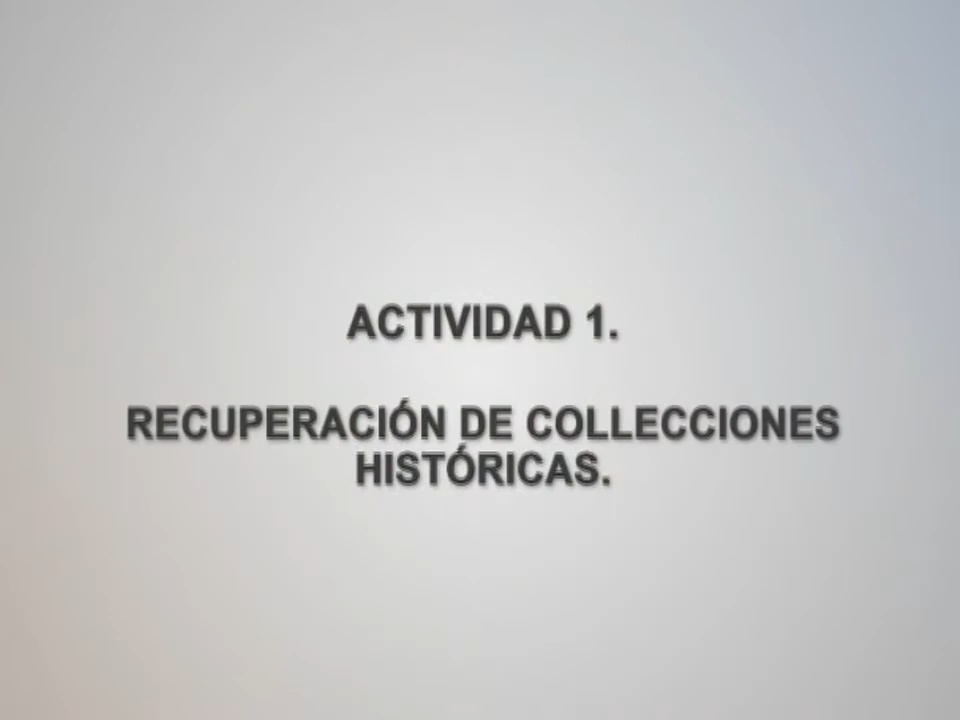 ACTIVIDAD 1.
RECUPERACIÓN DE COLLECCIONES
HISTÓRICAS.